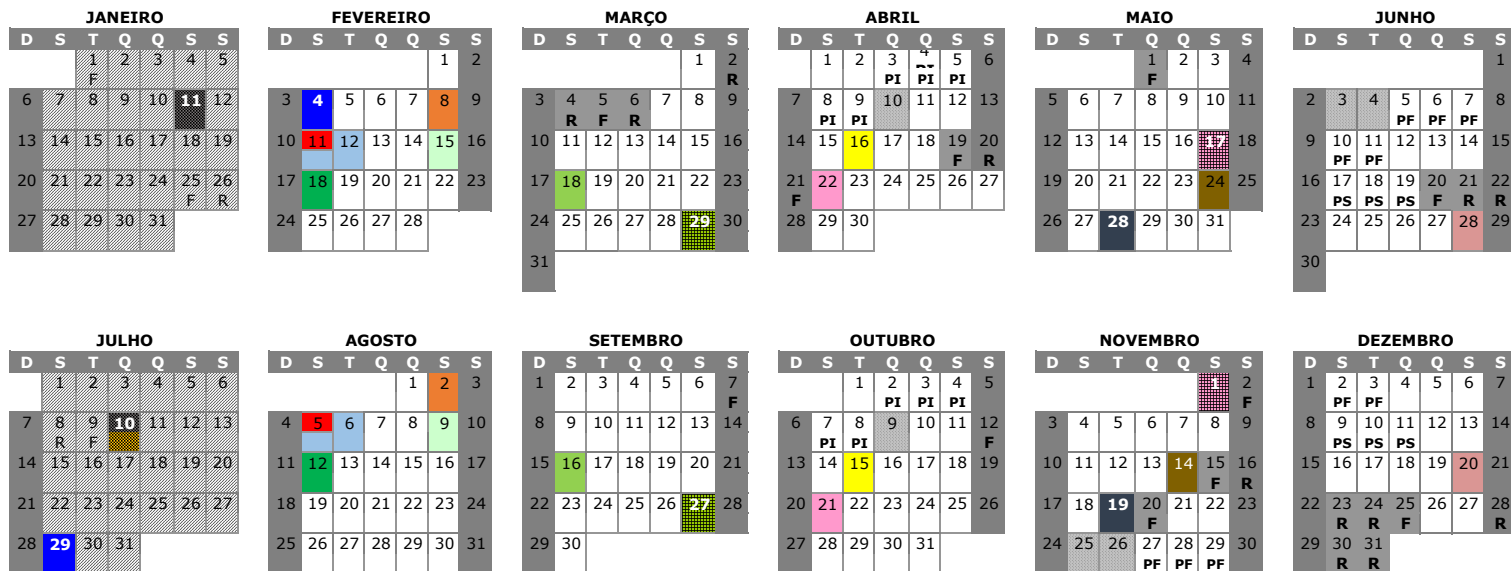 JANEIRO FEVEREIRO MARÇO ABRIL MAIO JUNHO
D S T Q Q S S D S T Q Q S S D S T Q Q S S D S T Q Q S S D S T Q Q S S D S T Q Q S S
1 2 3 4 5 1 2 1 2 1 2 3 4 5 6 1 2 3 4 1
F R PI PI PI F
6 7 8 9 10 11 12 3 4 5 6 7 8 9 3 4 5 6 7 8 9 7 8 9 10 11 12 13 5 6 7 8 9 10 11 2 3 4 5 6 7 8
R F R PI PI PF PF PF
13 14 15 16 17 18 19 10 11 12 13 14 15 16 10 11 12 13 14 15 16 14 15 16 17 18 19 20 12 13 14 15 16 17 18 9 10 11 12 13 14 15
F R PF PF
20 21 22 23 24 25 26 17 18 19 20 21 22 23 17 18 19 20 21 22 23 21 22 23 24 25 26 27 19 20 21 22 23 24 25 16 17 18 19 20 21 22
F R F PS PS PS F R R
27 28 29 30 31 24 25 26 27 28 24 25 26 27 28 29 30 28 29 30 26 27 28 29 30 31 23 24 25 26 27 28 29
31 30
JULHO AGOSTO SETEMBRO OUTUBRO NOVEMBRO DEZEMBRO
D S T Q Q S S D S T Q Q S S D S T Q Q S S D S T Q Q S S D S T Q Q S S D S T Q Q S S
1 2 3 4 5 6 1 2 3 1 2 3 4 5 6 7 1 2 3 4 5 1 2 1 2 3 4 5 6 7
F PI PI PI F PF PF
7 8 9 10 11 12 13 4 5 6 7 8 9 10 8 9 10 11 12 13 14 6 7 8 9 10 11 12 3 4 5 6 7 8 9 8 9 10 11 12 13 14
R F PI PI F PS PS PS
14 15 16 17 18 19 20 11 12 13 14 15 16 17 15 16 17 18 19 20 21 13 14 15 16 17 18 19 10 11 12 13 14 15 16 15 16 17 18 19 20 21
F R
21 22 23 24 25 26 27 18 19 20 21 22 23 24 22 23 24 25 26 27 28 20 21 22 23 24 25 26 17 18 19 20 21 22 23 22 23 24 25 26 27 28
F R R F R
28 29 30 31 25 26 27 28 29 30 31 29 30 27 28 29 30 31 24 25 26 27 28 29 30 29 30 31
PF PF PF R R